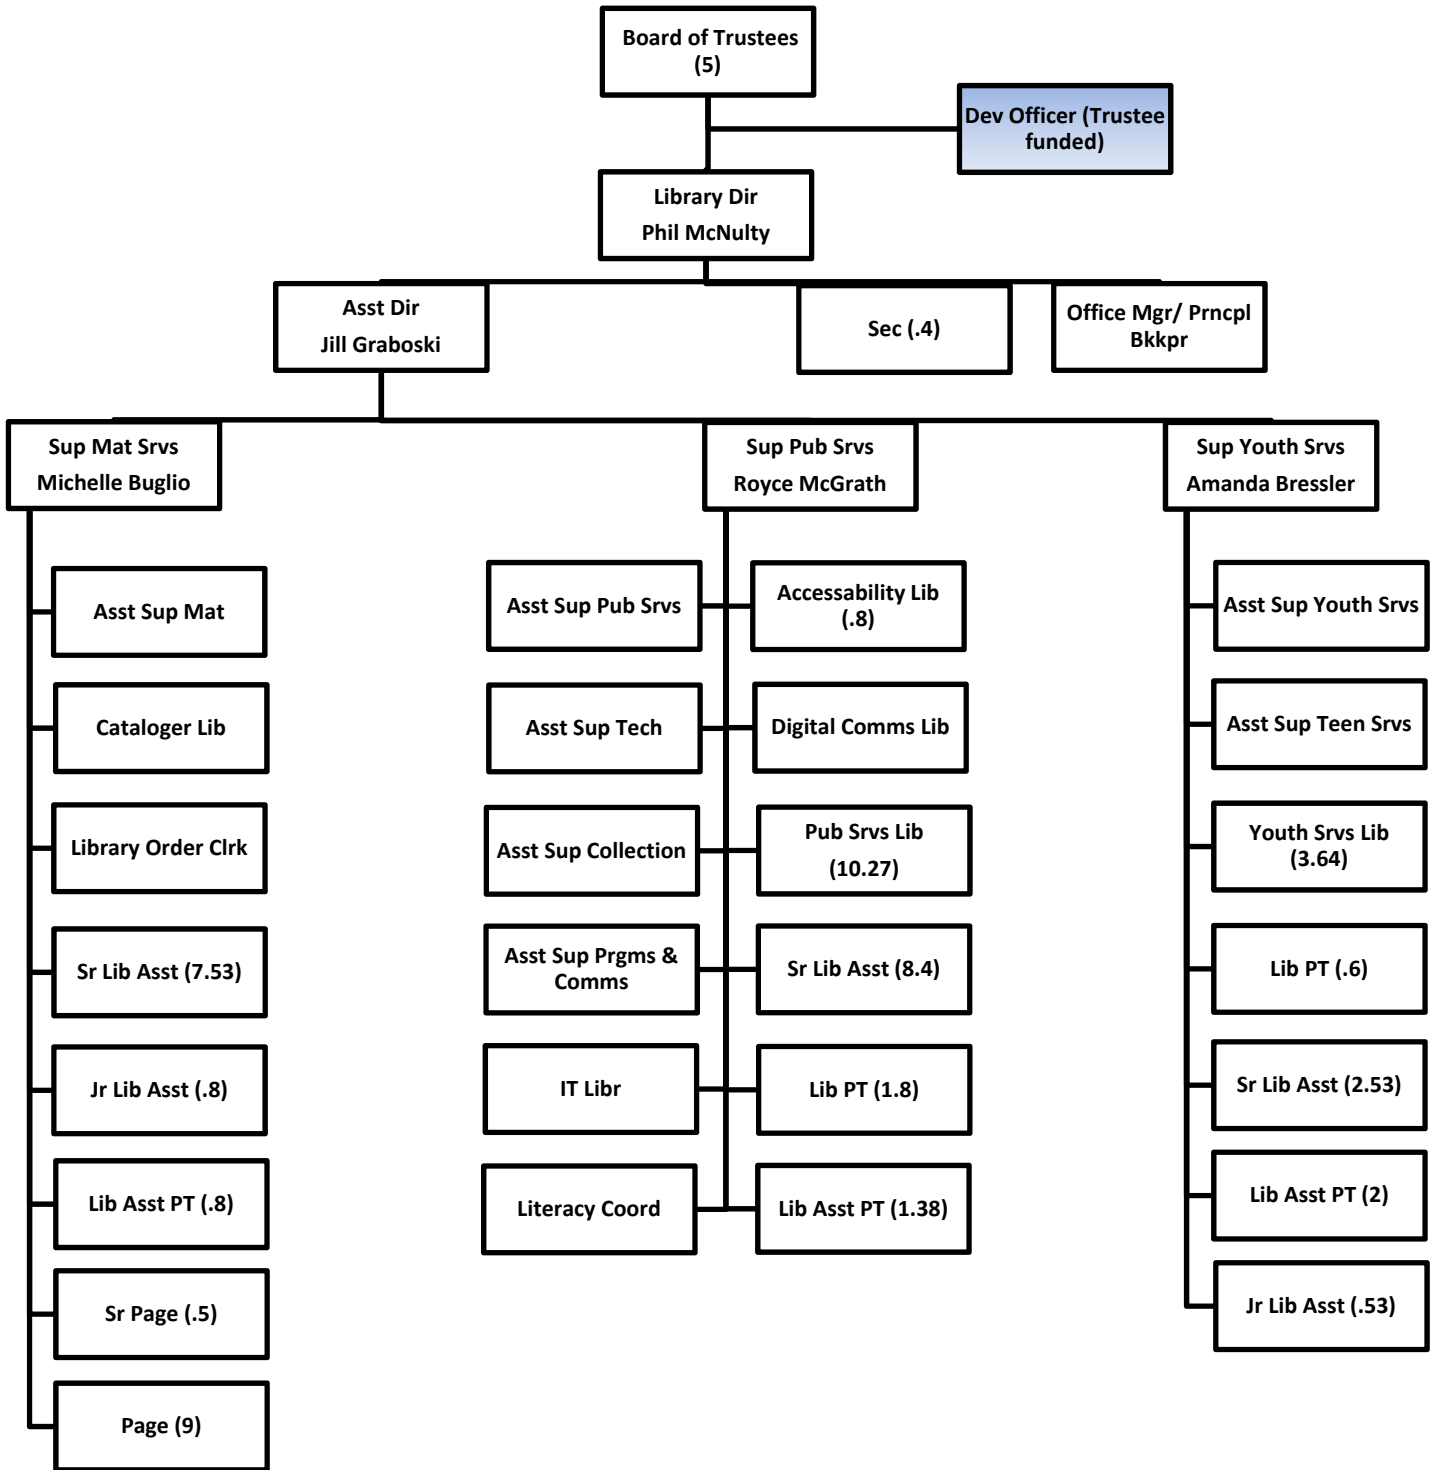 Board of Trustees
(5)
Dev Officer (Trustee
funded)
Library Dir
Phil McNulty
Asst Dir
Jill Graboski
Sec (.4)
Office Mgr/ Prncpl
Bkkpr
Sup Mat Srvs
Michelle Buglio
Sup Pub Srvs
Royce McGrath
Sup Youth Srvs
Amanda Bressler
Asst Sup Mat
Cataloger Lib
Library Order Clrk
Sr Lib Asst (7.53)
Jr Lib Asst (.8)
Lib Asst PT (.8)
Sr Page (.5)
Page (9)
Asst Sup Pub Srvs
Accessability Lib
(.8)
Asst Sup Tech
Digital Comms Lib
Asst Sup Collection
Pub Srvs Lib
(10.27)
Asst Sup Prgms &
Comms
Sr Lib Asst (8.4)
IT Libr
Lib PT (1.8)
Literacy Coord
Lib Asst PT (1.38)
Asst Sup Youth Srvs
Asst Sup Teen Srvs
Youth Srvs Lib
(3.64)
Lib PT (.6)
Sr Lib Asst (2.53)
Lib Asst PT (2)
Jr Lib Asst (.53)